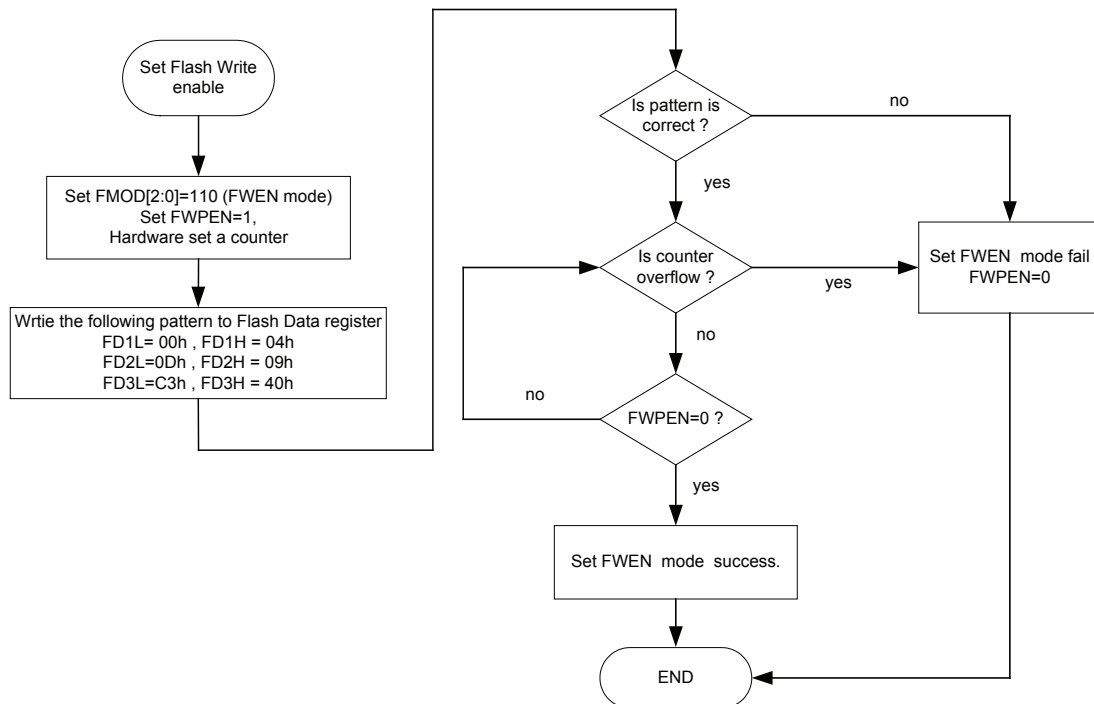 Set Flash Write
enable
Set FMOD[2:0]=110 (FWEN mode)
Set FWPEN=1,
Hardware set a counter
Wrtie the following pattern to Flash Data register
FD1L= 00h , FD1H = 04h
FD2L=0Dh , FD2H = 09h
FD3L=C3h , FD3H = 40h
Is pattern is
correct ?
no
yes
Is counter
overflow ?
yes
Set FWEN mode fail
FWPEN=0
no
FWPEN=0 ?
no
yes
Set FWEN mode success.
END